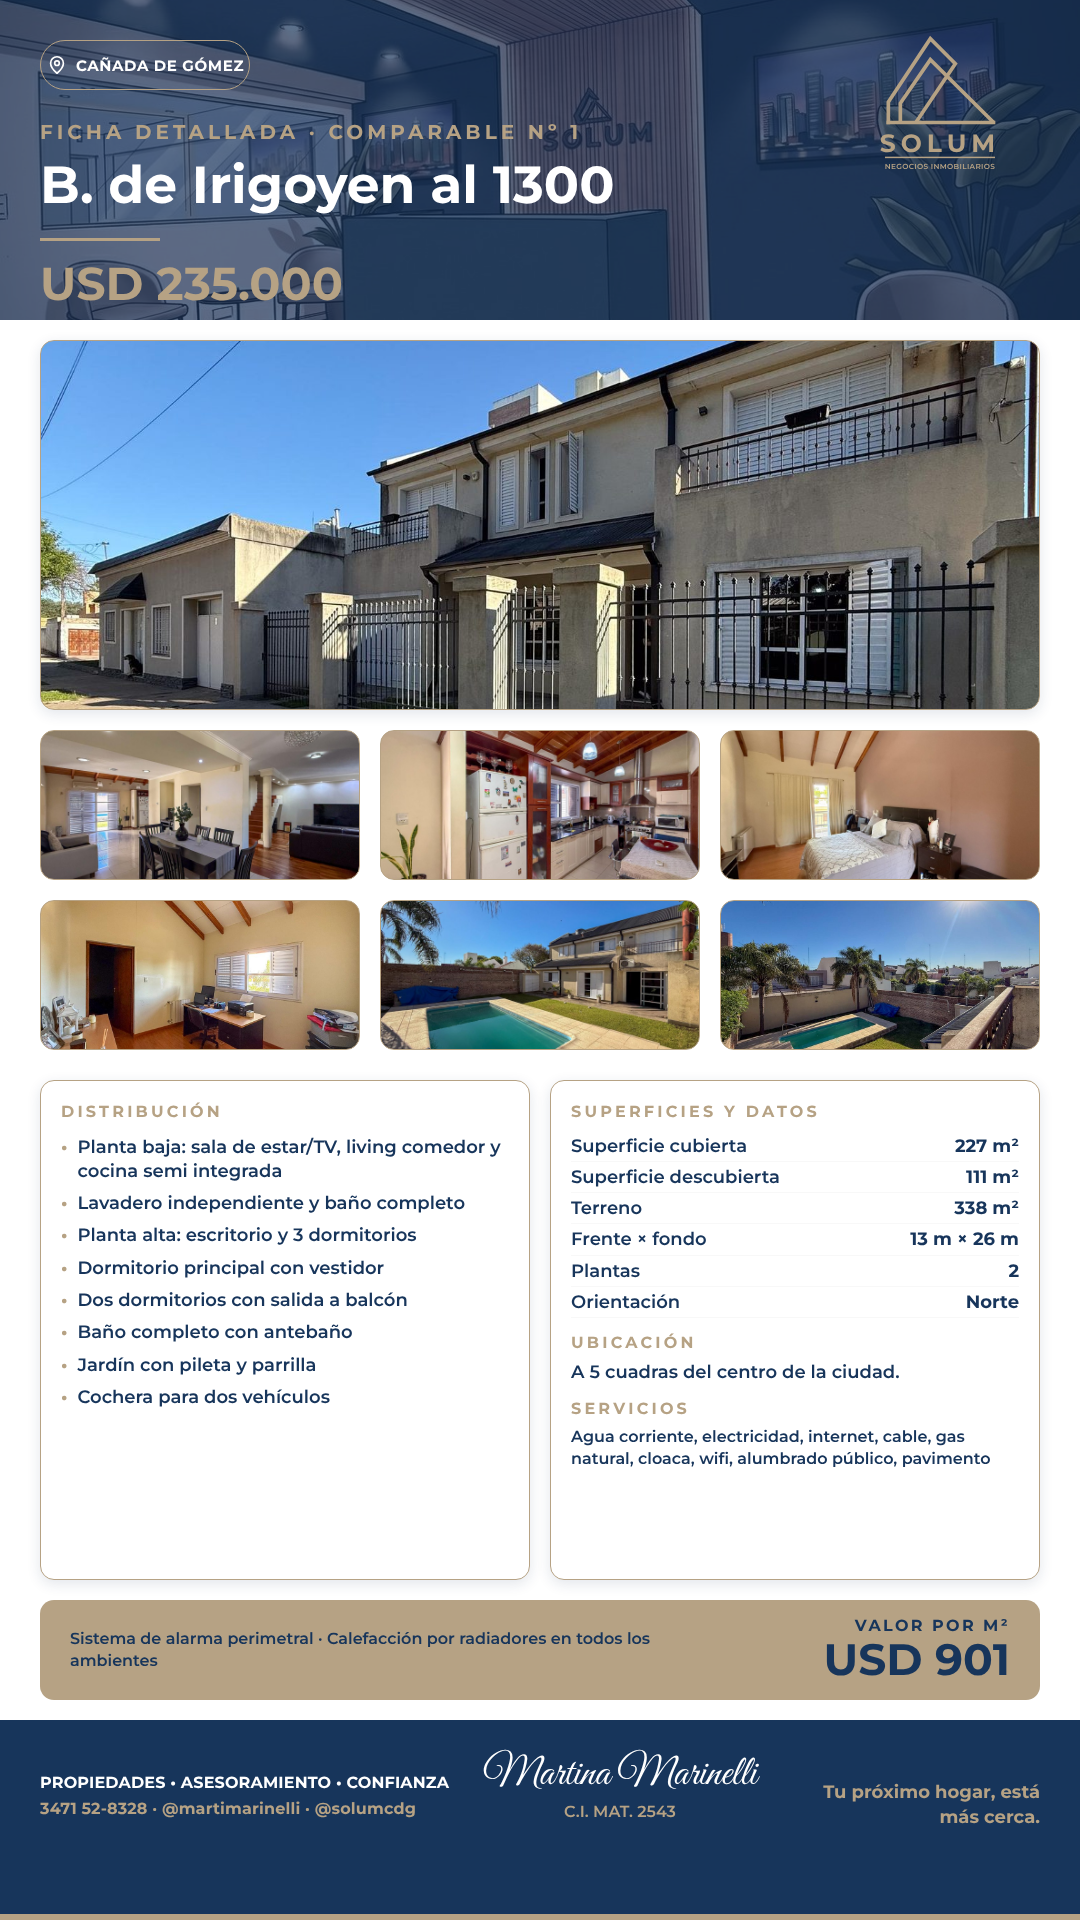 CAÑADA DE GÓMEZ
FICHA DETALLADA · COMPARABLE Nº 1
SOLUM
B. de Irigoyen al 1300
USD 235.000
SOLUM
NEGOCIOS INMOBILIARIOS
DISTRIBUCIÓN
• Planta baja: sala de estar/TV, living comedor y
cocina semi integrada
• Lavadero independiente y baño completo
• Planta alta: escritorio y 3 dormitorios
• Dormitorio principal con vestidor
• Dos dormitorios con salida a balcón
• Baño completo con antebaño
• Jardín con pileta y parrilla
• Cochera para dos vehículos
SUPERFICIES Y DATOS
Superficie cubierta 227 m²
Superficie descubierta 111 m²
Terreno 338 m²
Frente × fondo 13 m × 26 m
Plantas 2
Orientación Norte
UBICACIÓN
A 5 cuadras del centro de la ciudad.
SERVICIOS
Agua corriente, electricidad, internet, cable, gas
natural, cloaca, wifi, alumbrado público, pavimento
Sistema de alarma perimetral · Calefacción por radiadores en todos los
ambientes
VALOR POR M²
USD 901
PROPIEDADES • ASESORAMIENTO • CONFIANZA
3471 52-8328 · @martimarinelli · @solumcdg
Martina Marinelli
C.I. MAT. 2543
Tu próximo hogar, está
más cerca.